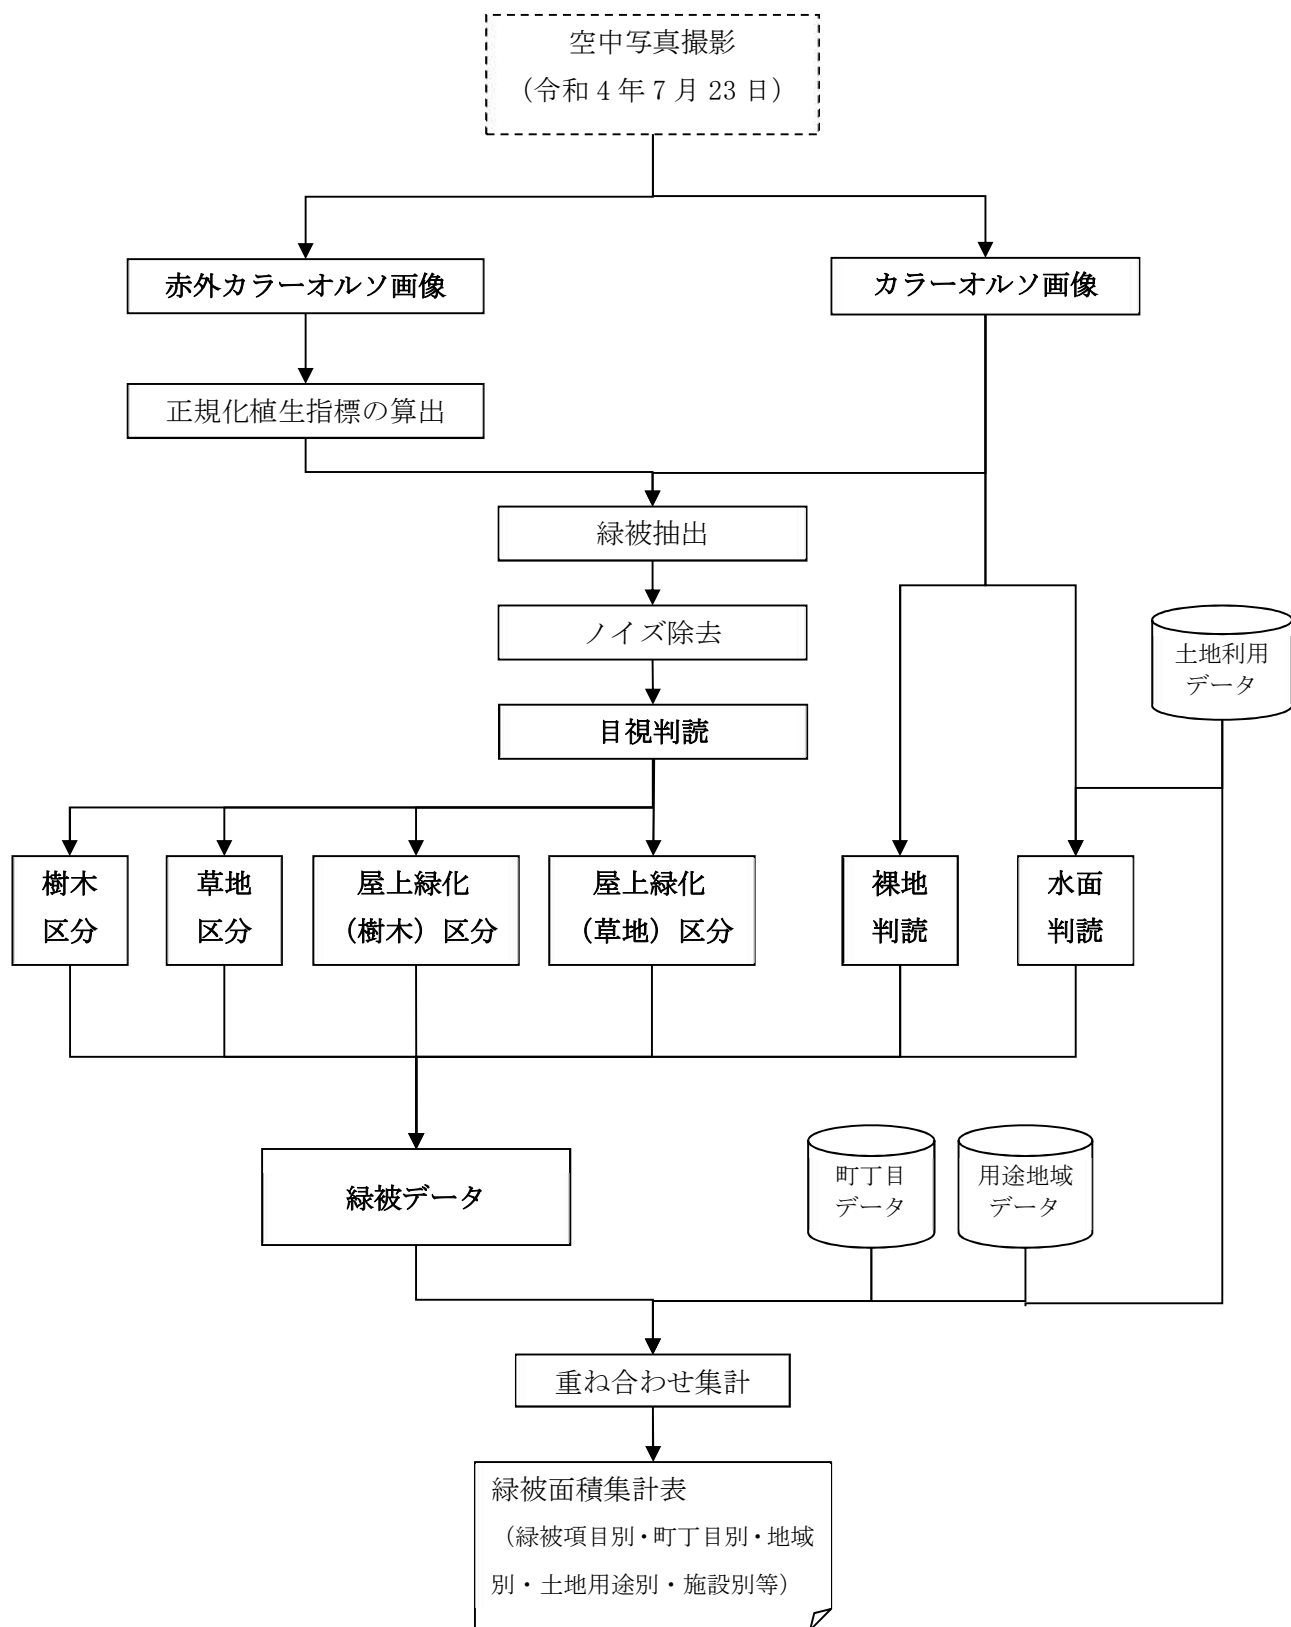 空中写真撮影
（令和 4 年 7 月 23 日）
赤外カラーオルソ画像
カラーオルソ画像
正規化植生指標の算出
緑被抽出
ノイズ除去
土地利用
データ
目視判読
樹木
区分
草地
区分
屋上緑化
（樹木）区分
屋上緑化
（草地）区分
裸地
判読
水面
判読
緑被データ
町丁目
データ
用途地域
データ
重ね合わせ集計
緑被面積集計表
（緑被項目別・町丁目別・地域
別・土地用途別・施設別等）